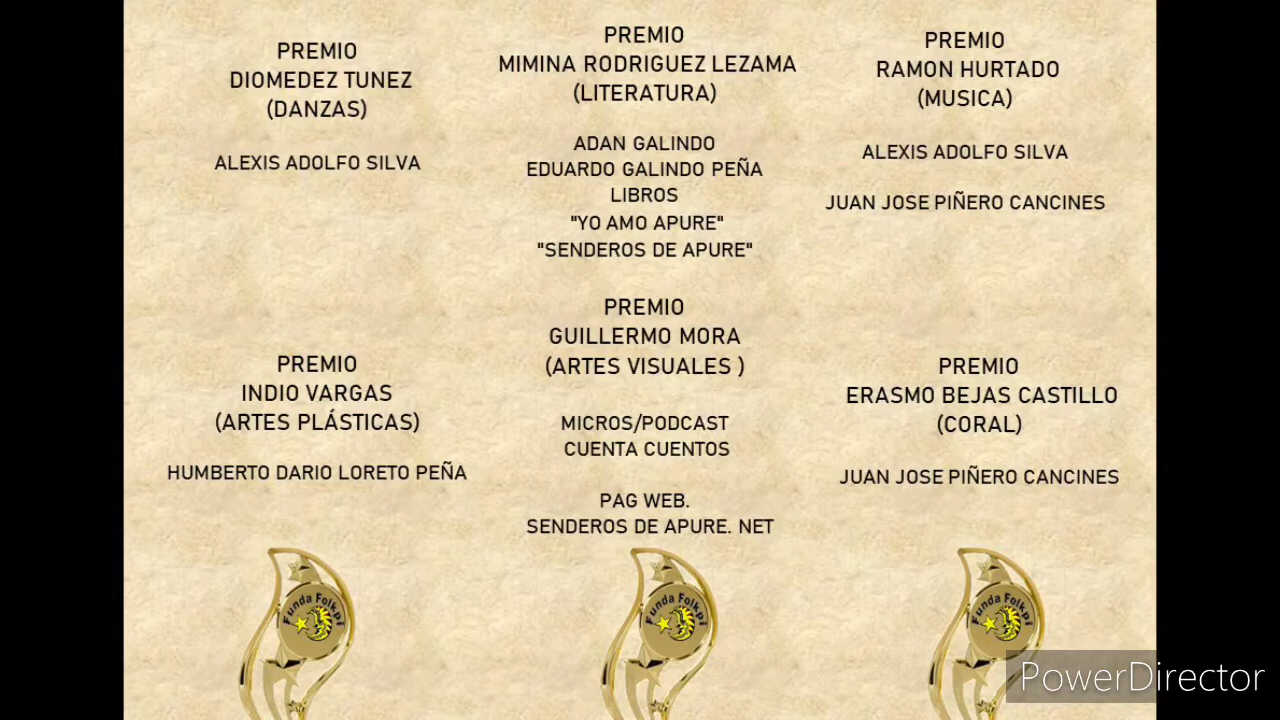 PREMIO
DIOMEDEZ TUNEZ
(DANZAS)
ALEXIS ADOLFO SILVA
PREMIO
MIMINA RODRIGUEZ LEZAMA
(LITERATURA)
ADAN GALINDO
EDUARDO GALINDO PEÑA
LIBROS
"YO AMO APURE"
"SENDEROS DE APURE"
PREMIO
RAMON HURTADO
(MUSICA)
ALEXIS ADOLFO SILVA
JUAN JOSE PIÑERO CANCINES
PREMIO
INDIO VARGAS
(ARTES PLÁSTICAS)
HUMBERTO DARIO LORETO PEÑA
PREMIO
GUILLERMO MORA
(ARTES VISUALES )
MICROS/PODCAST
CUENTA CUENTOS
PAG WEB.
SENDEROS DE APURE. NET
PREMIO
ERASMO BEJAS CASTILLO
(CORAL)
JUAN JOSE PIÑERO CANCINES
Funda Folkpi
Funda Folkpi
Funda Folkpi
PowerDirector